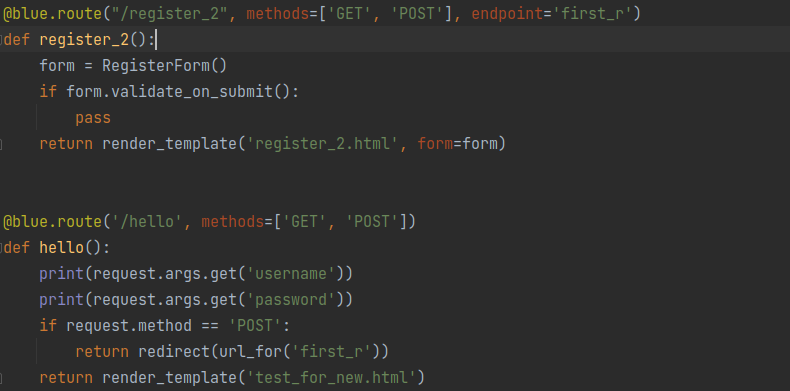 @blue.route("/register_2", methods=['GET', 'POST'], endpoint='first_r')
def register_2():
    form = RegisterForm()
    if form.validate_on_submit():
        pass
    return render_template('register_2.html', form=form)
@blue.route('/hello', methods=['GET', 'POST'])
def hello():
    print(request.args.get('username'))
    print(request.args.get('password'))
    if request.method == 'POST':
        return redirect(url_for('first_r'))
    return render_template('test_for_new.html')